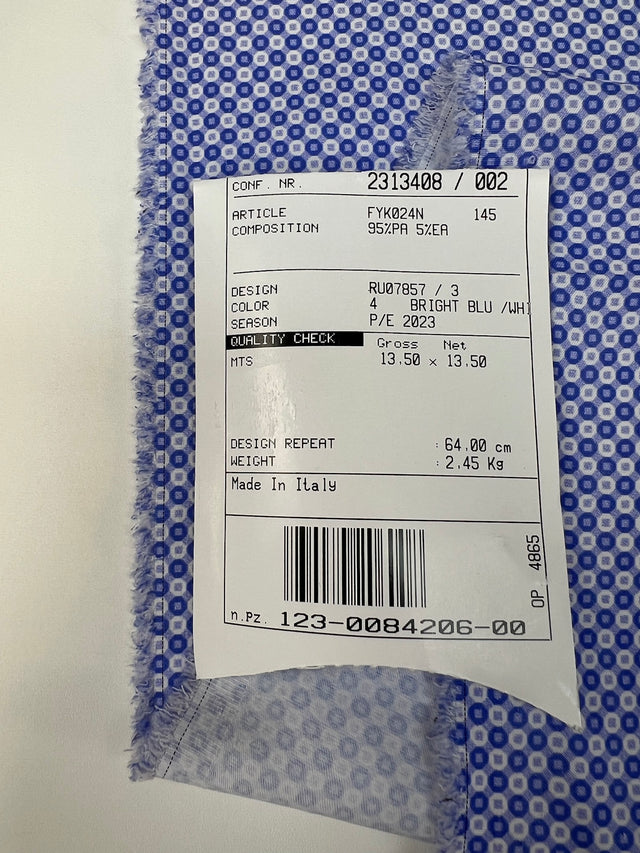 CONF. NR. 2313408 / 002
ARTICLE FYK024N 145
COMPOSITION 95%PA 5%EA
DESIGN RU07857 / 3
COLOR 4 BRIGHT BLU /WHI
SEASON P/E 2023
QUALITY CHECK Gross Net
MTS 13.50 x 13.50
DESIGN REPEAT : 64.00 cm
WEIGHT : 2.45 Kg
Made In Italy
OP 4865
n.Pz. 123-0084206-00